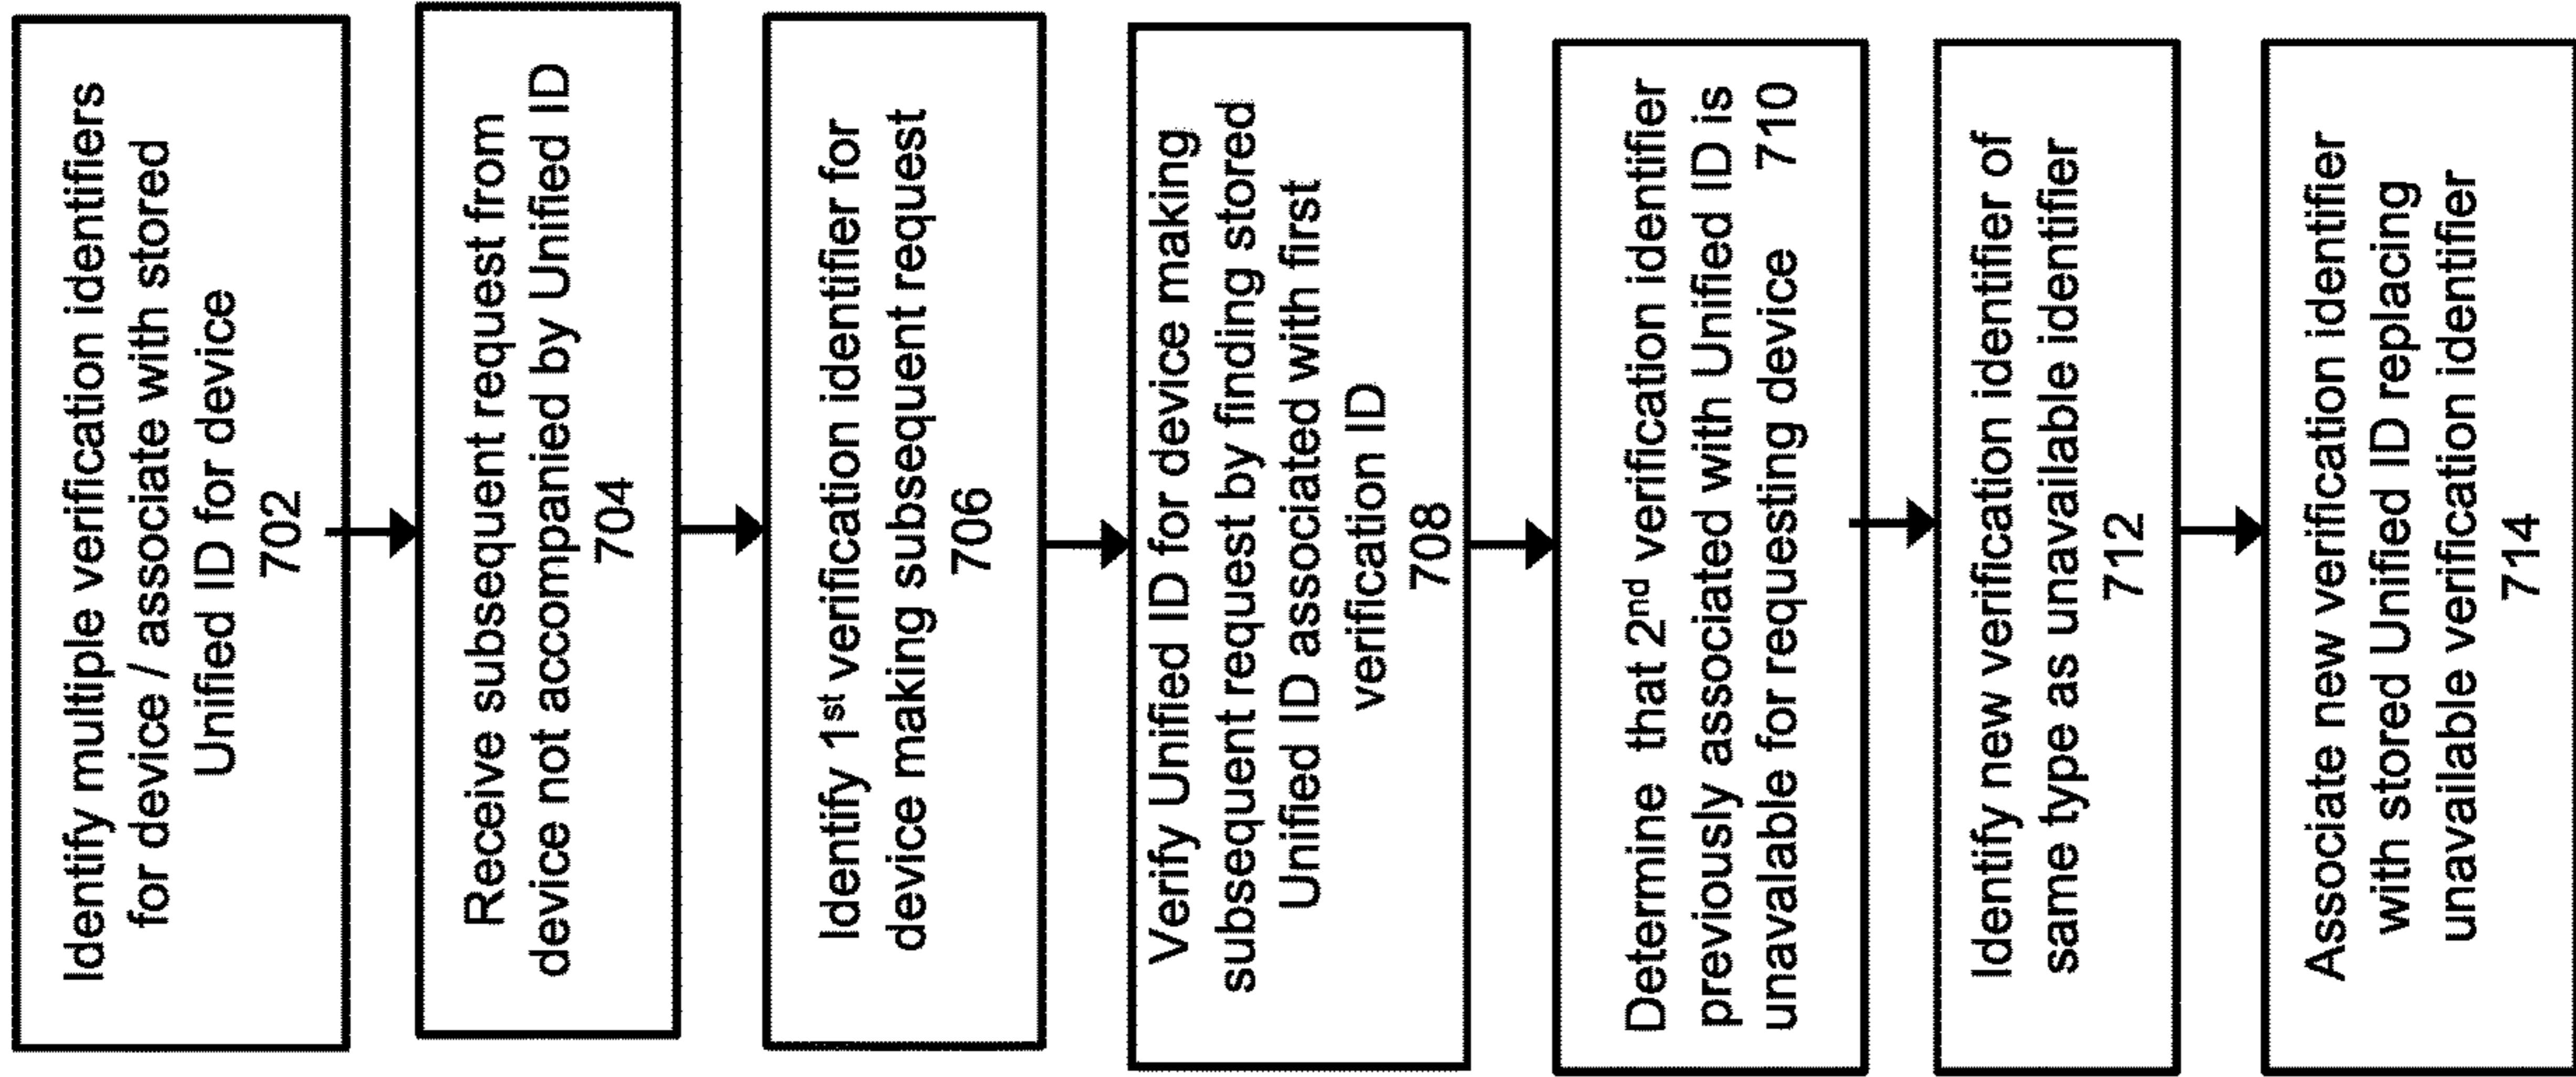 Identify multiple verification identifiers
for device / associate with stored
Unified ID for device
702
Receive subsequent request from
device not accompanied by Unified ID
704
Identify 1st verification identifier for
device making subsequent request
706
Verify Unified ID for device making
subsequent request by finding stored
Unified ID associated with first
verification ID
708
Determine that 2nd verification identifier
previously associated with Unified ID is
unavalable for requesting device 710
Identify new verification identifier of
same type as unavailable identifier
712
Associate new verification identifier
with stored Unified ID replacing
unavailable verification identifier
714